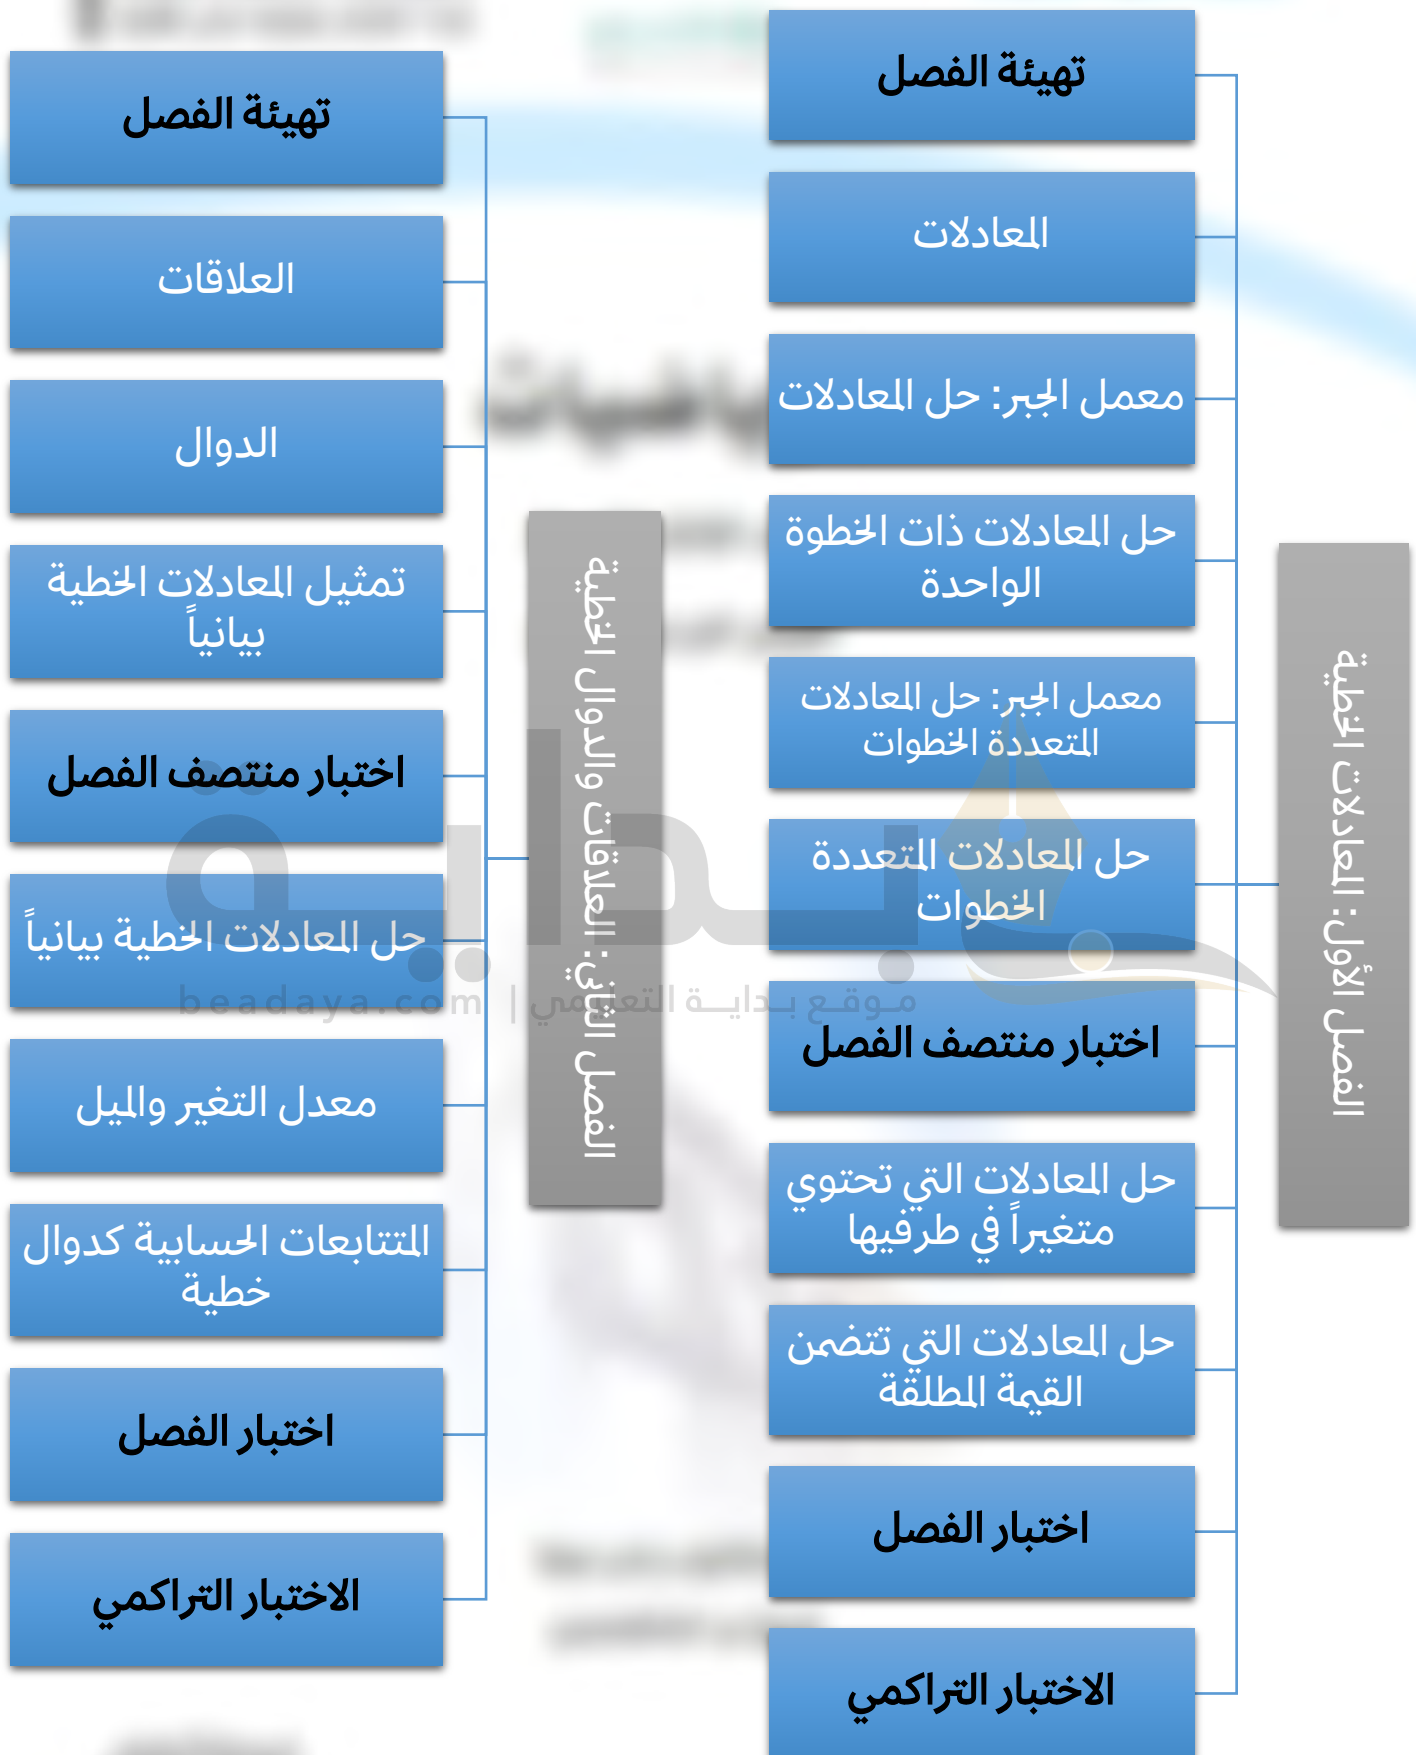 الفصل الأول: المعادلات الخطية
تهيئة الفصل
المعادلات
معمل الجبر: حل المعادلات
حل المعادلات ذات الخطوة
الواحدة
معمل الجبر: حل المعادلات
المتعددة الخطوات
حل المعادلات المتعددة
الخطوات
اختبار منتصف الفصل
حل المعادلات التي تحتوي
متغيراً في طرفيها
حل المعادلات التي تتضمن
القيمة المطلقة
اختبار الفصل
الاختبار التراكمي
الفصل الثاني: العلاقات والدوال الخطية
تهيئة الفصل
العلاقات
الدوال
تمثيل المعادلات الخطية
بيانياً
اختبار منتصف الفصل
حل المعادلات الخطية بيانياً
معدل التغير والميل
المتتابعات الحسابية كدوال
خطية
اختبار الفصل
الاختبار التراكمي
بـدايـة
موقع بـدايــة التعليمي | beadaya.com